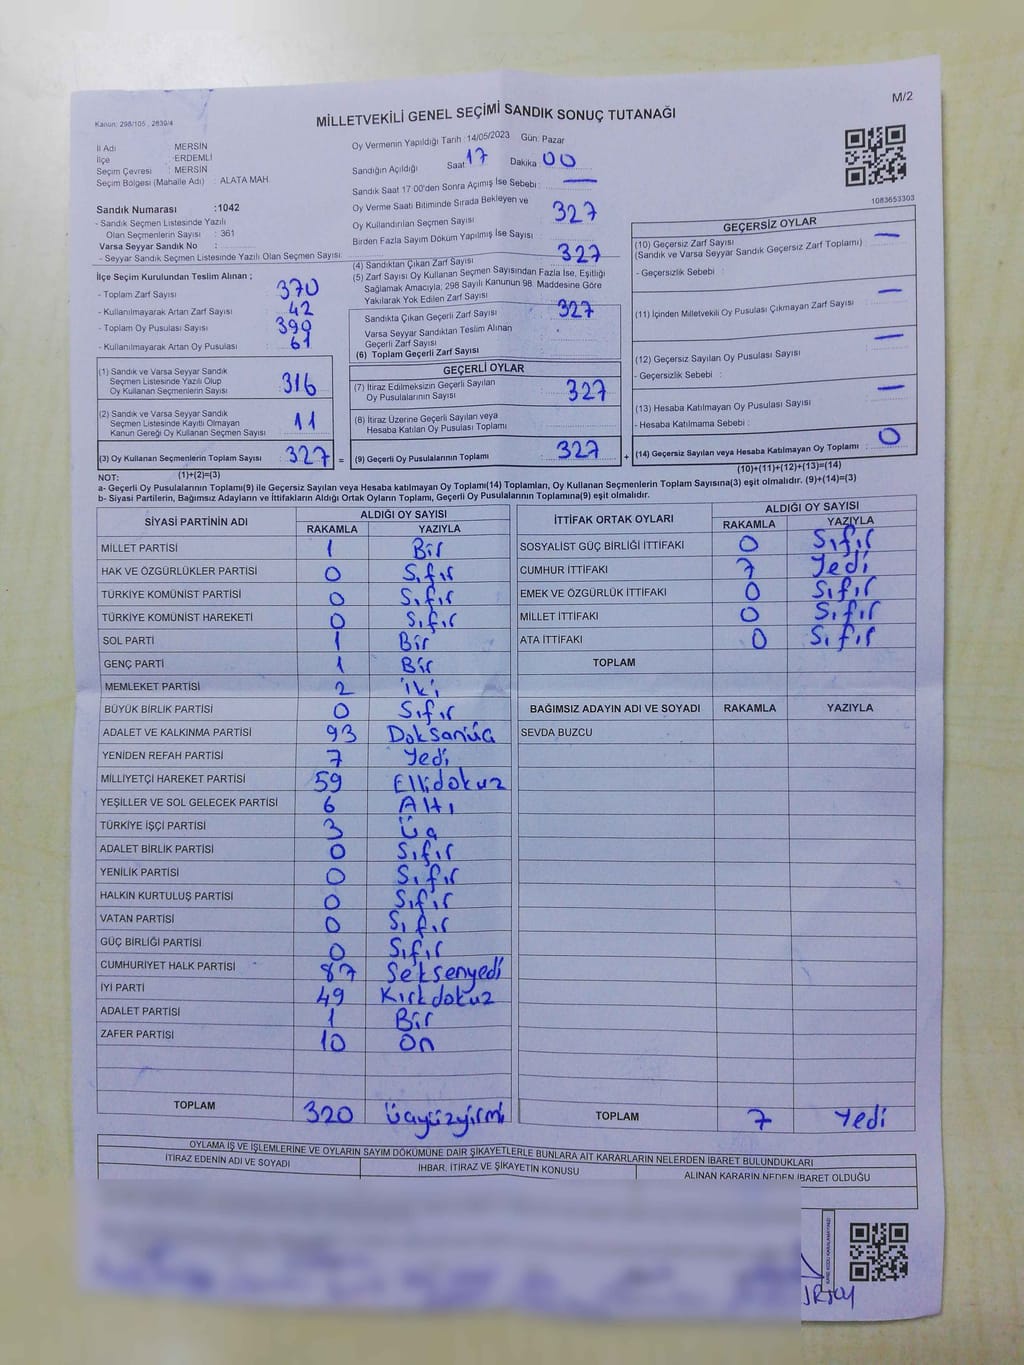 M/2
Kanun: 298/105 , 2839/4
MİLLETVEKİLİ GENEL SEÇİMİ SANDIK SONUÇ TUTANAĞI
İl Adı : MERSİN
İlçe : ERDEMLİ
Seçim Çevresi : MERSİN
Seçim Bölgesi (Mahalle Adı) : ALATA MAH.
Sandık Numarası :1042
- Sandık Seçmen Listesinde Yazılı
Olan Seçmenlerin Sayısı : 361
Varsa Seyyar Sandık No :
- Seyyar Sandık Seçmen Listesinde Yazılı Olan Seçmen Sayısı:
Oy Vermenin Yapıldığı Tarih : 14/05/2023 Gün: Pazar
Sandığın Açıldığı Saat 17 Dakika 00
Sandık Saat 17 00'den Sonra Açımış İse Sebebi : —
Oy Verme Saati Bitiminde Sırada Bekleyen ve
Oy Kullandırılan Seçmen Sayısı 327
Birden Fazla Sayım Döküm Yapılmış İse Sayısı :
1083653303
İlçe Seçim Kurulundan Teslim Alınan ;
- Toplam Zarf Sayısı 370
- Kullanılmayarak Artan Zarf Sayısı : 42
- Toplam Oy Pusulası Sayısı : 390
- Kullanılmayarak Artan Oy Pusulası : 61
(1) Sandık ve Varsa Seyyar Sandık
Seçmen Listesinde Yazılı Olup
Oy Kullanan Seçmenlerin Sayısı 316
(2) Sandık ve Varsa Seyyar Sandık
Seçmen Listesinde Kayıtlı Olmayan
Kanun Gereği Oy Kullanan Seçmen Sayısı 11
(3) Oy Kullanan Seçmenlerin Toplam Sayısı 327 =
(1)+(2)=(3)
(4) Sandıktan Çıkan Zarf Sayısı 327
(5) Zarf Sayısı Oy Kullanan Seçmen Sayısından Fazla İse, Eşitliği
Sağlamak Amacıyla; 298 Sayılı Kanunun 98. Maddesine Göre
Yakılarak Yok Edilen Zarf Sayısı :
Sandıkta Çıkan Geçerli Zarf Sayısı 327
Varsa Seyyar Sandıktan Teslim Alınan
Geçerli Zarf Sayısı
(6) Toplam Geçerli Zarf Sayısı
GEÇERLİ OYLAR
(7) İtiraz Edilmeksizin Geçerli Sayılan
Oy Pusulalarının Sayısı 327
(8) İtiraz Üzerine Geçerli Sayılan veya
Hesaba Katılan Oy Pusulası Toplamı :
(9) Geçerli Oy Pusulalarının Toplamı 327 +
GEÇERSİZ OYLAR
(10) Geçersiz Zarf Sayısı —
(Sandık ve Varsa Seyyar Sandık Geçersiz Zarf Toplamı) :
- Geçersizlik Sebebi :
(11) İçinden Milletvekili Oy Pusulası Çıkmayan Zarf Sayısı : —
(12) Geçersiz Sayılan Oy Pusulası Sayısı : —
- Geçersizlik Sebebi :
(13) Hesaba Katılmayan Oy Pusulası Sayısı : —
- Hesaba Katılmama Sebebi :
(14) Geçersiz Sayılan veya Hesaba Katılmayan Oy Toplamı : 0
(10)+(11)+(12)+(13)=(14)
NOT:
a- Geçerli Oy Pusulalarının Toplamı(9) ile Geçersiz Sayılan veya Hesaba katılmayan Oy Toplamı(14) Toplamları, Oy Kullanan Seçmenlerin Toplam Sayısına(3) eşit olmalıdır. (9)+(14)=(3)
b- Siyasi Partilerin, Bağımsız Adayların ve İttifakların Aldığı Ortak Oyların Toplamı, Geçerli Oy Pusulalarının Toplamına(9) eşit olmalıdır.
SİYASİ PARTİNİN ADI
ALDIĞI OY SAYISI
RAKAMLA YAZIYLA
MİLLET PARTİSİ 1 Bir
HAK VE ÖZGÜRLÜKLER PARTİSİ 0 Sıfır
TÜRKİYE KOMÜNİST PARTİSİ 0 Sıfır
TÜRKİYE KOMÜNİST HAREKETİ 0 Sıfır
SOL PARTİ 1 Bir
GENÇ PARTİ 1 Bir
MEMLEKET PARTİSİ 2 İki
BÜYÜK BİRLİK PARTİSİ 0 Sıfır
ADALET VE KALKINMA PARTİSİ 93 Doksanüç
YENİDEN REFAH PARTİSİ 7 Yedi
MİLLİYETÇİ HAREKET PARTİSİ 59 Ellidokuz
YEŞİLLER VE SOL GELECEK PARTİSİ 6 Altı
TÜRKİYE İŞÇİ PARTİSİ 3 Üç
ADALET BİRLİK PARTİSİ 0 Sıfır
YENİLİK PARTİSİ 0 Sıfır
HALKIN KURTULUŞ PARTİSİ 0 Sıfır
VATAN PARTİSİ 0 Sıfır
GÜÇ BİRLİĞİ PARTİSİ 0 Sıfır
CUMHURİYET HALK PARTİSİ 87 Seksenyedi
İYİ PARTİ 49 Kırkdokuz
ADALET PARTİSİ 1 Bir
ZAFER PARTİSİ 10 On
TOPLAM 320 Üçyüzyirmi
İTTİFAK ORTAK OYLARI
ALDIĞI OY SAYISI
RAKAMLA YAZIYLA
SOSYALİST GÜÇ BİRLİĞİ İTTİFAKI 0 Sıfır
CUMHUR İTTİFAKI 7 Yedi
EMEK VE ÖZGÜRLÜK İTTİFAKI 0 Sıfır
MİLLET İTTİFAKI 0 Sıfır
ATA İTTİFAKI 0 Sıfır
TOPLAM
BAĞIMSIZ ADAYIN ADI VE SOYADI RAKAMLA YAZIYLA
SEVDA BUZCU
TOPLAM 7 Yedi
OYLAMA İŞ VE İŞLEMLERİNE VE OYLARIN SAYIM DÖKÜMÜNE DAİR ŞİKAYETLERLE BUNLARA AİT KARARLARIN NELERDEN İBARET BULUNDUKLARI
İTİRAZ EDENİN ADI VE SOYADI
İHBAR, İTİRAZ VE ŞİKAYETİN KONUSU
ALINAN KARARIN NEDEN İBARET OLDUĞU